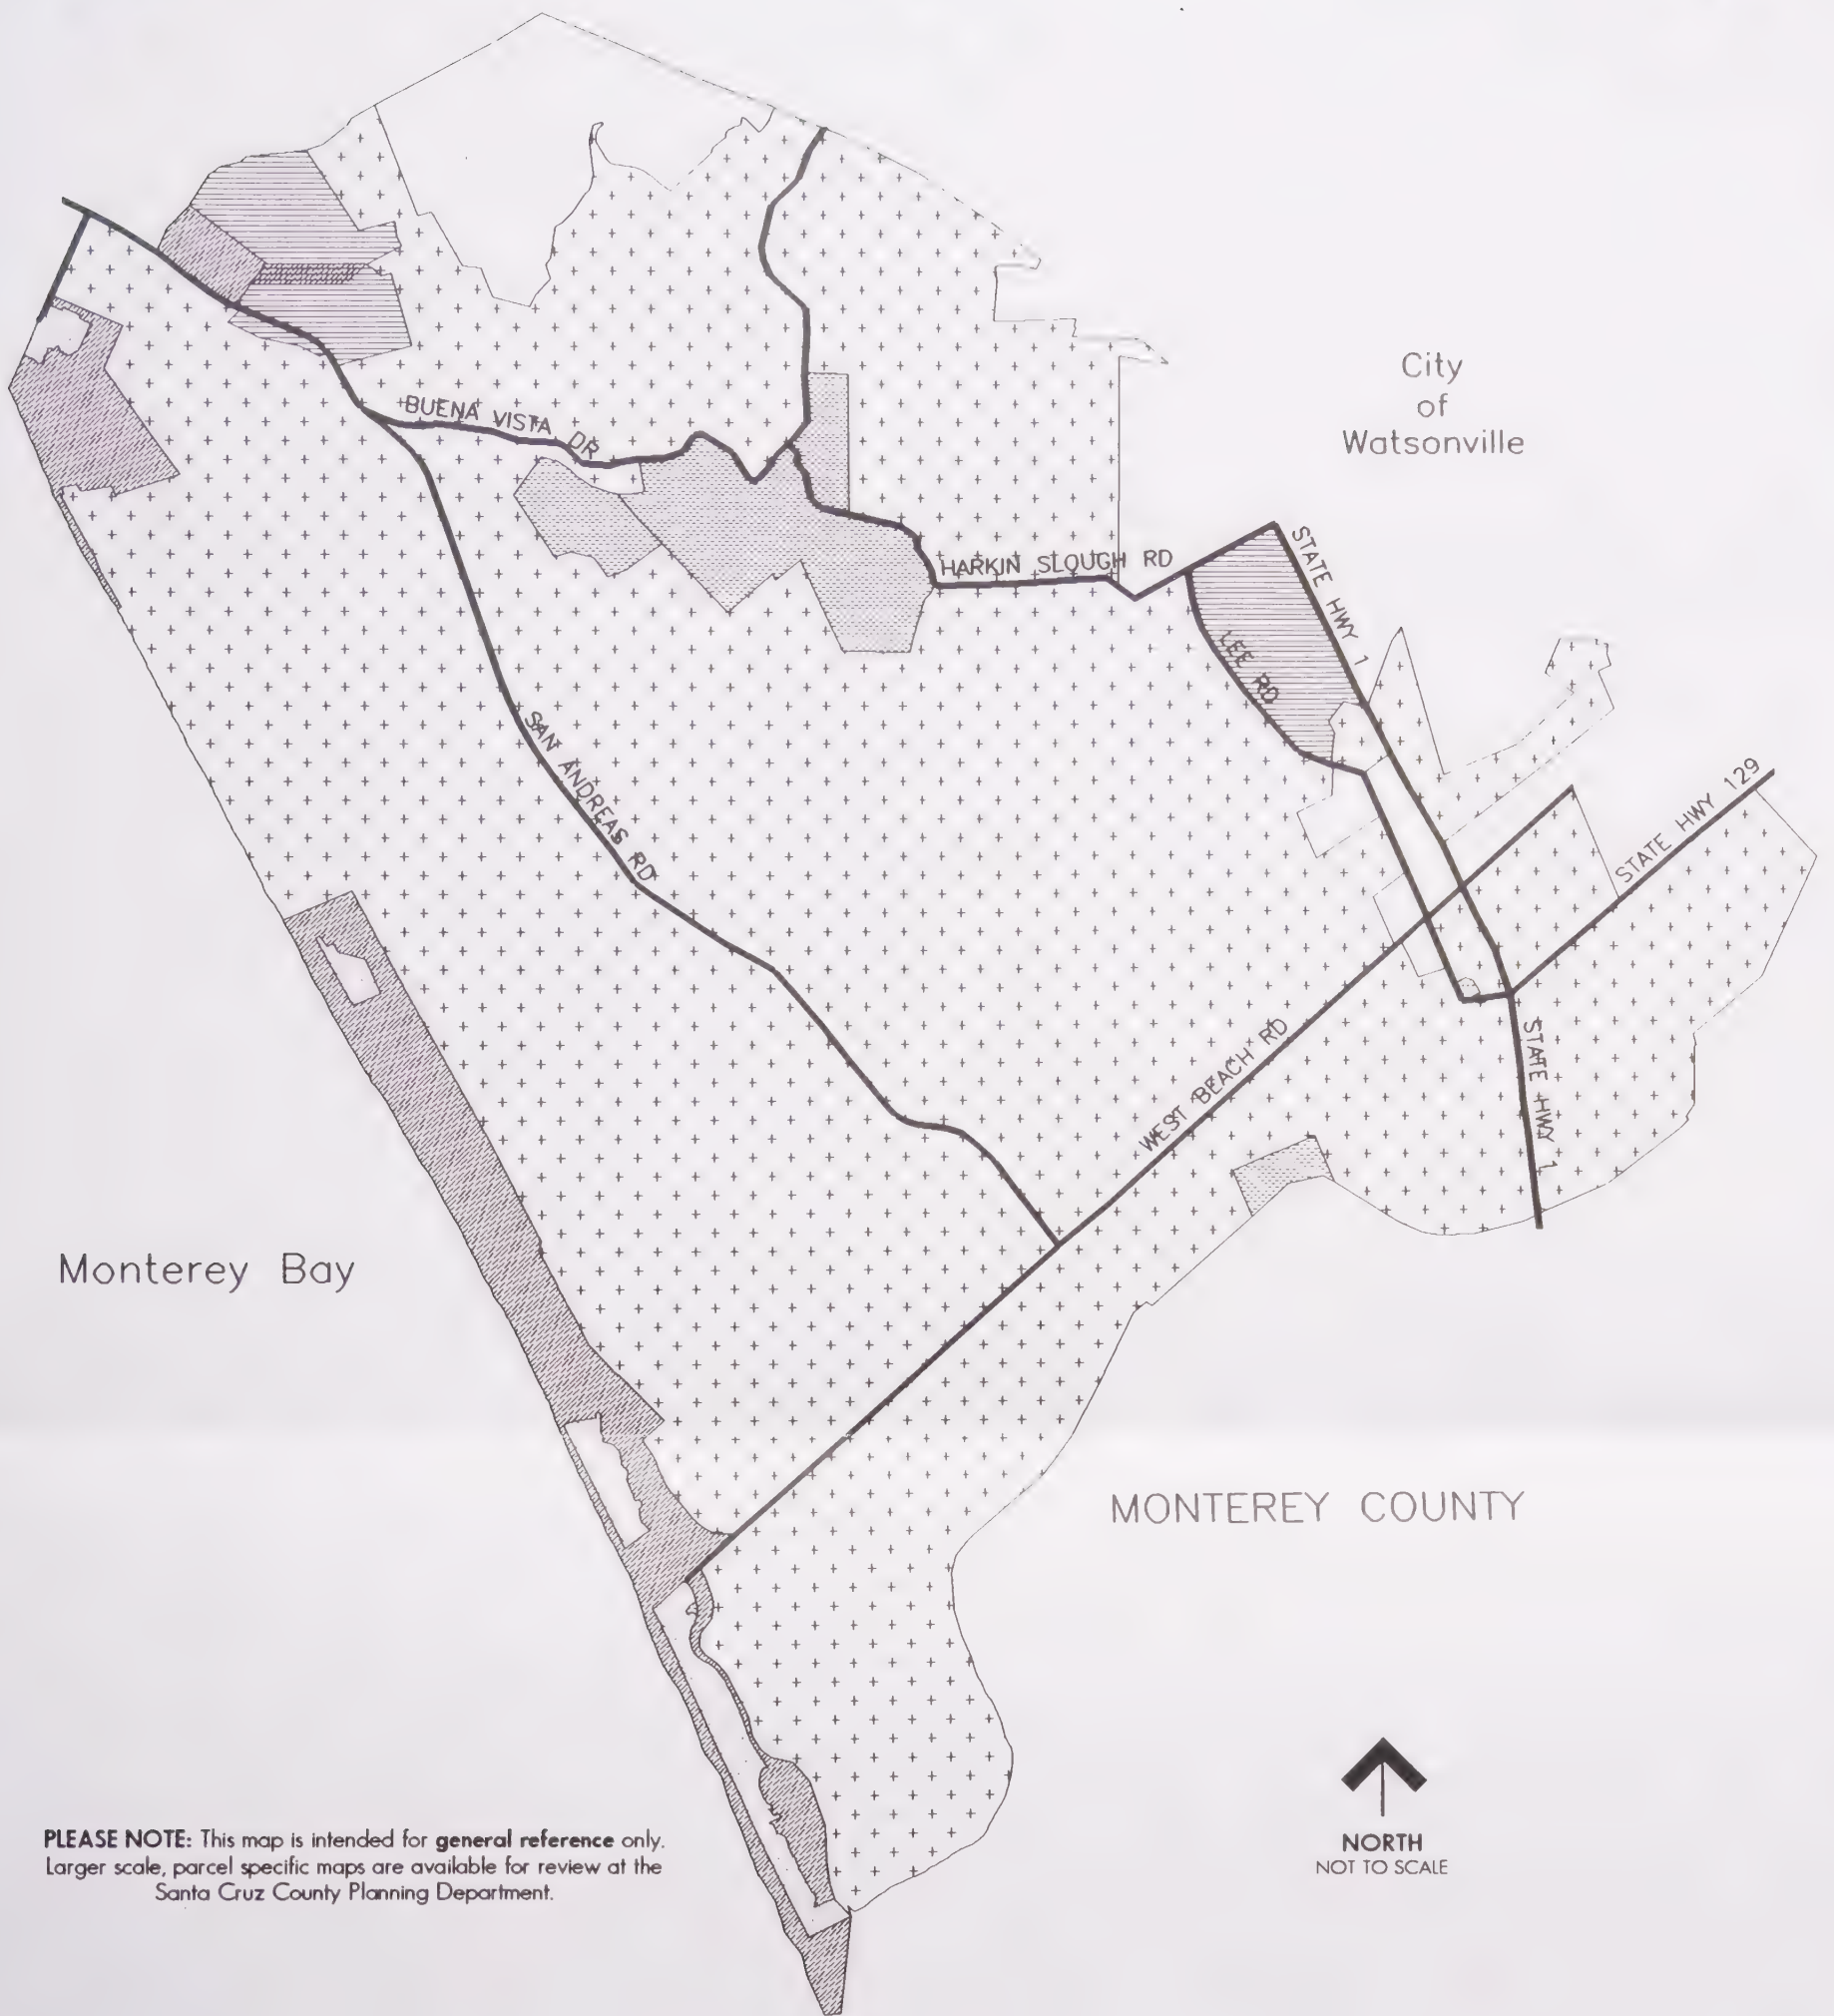 City
of
Watsonville
BUENA VISTA DR
HARKIN SLOUGH RD
STATE HWY 1
LEE RD
SAN ANDREAS RD
STATE HWY 129
WEST BEACH RD
STATE HWY 1
Monterey Bay
MONTEREY COUNTY
PLEASE NOTE: This map is intended for general reference only.
Larger scale, parcel specific maps are available for review at the
Santa Cruz County Planning Department.
NORTH
NOT TO SCALE